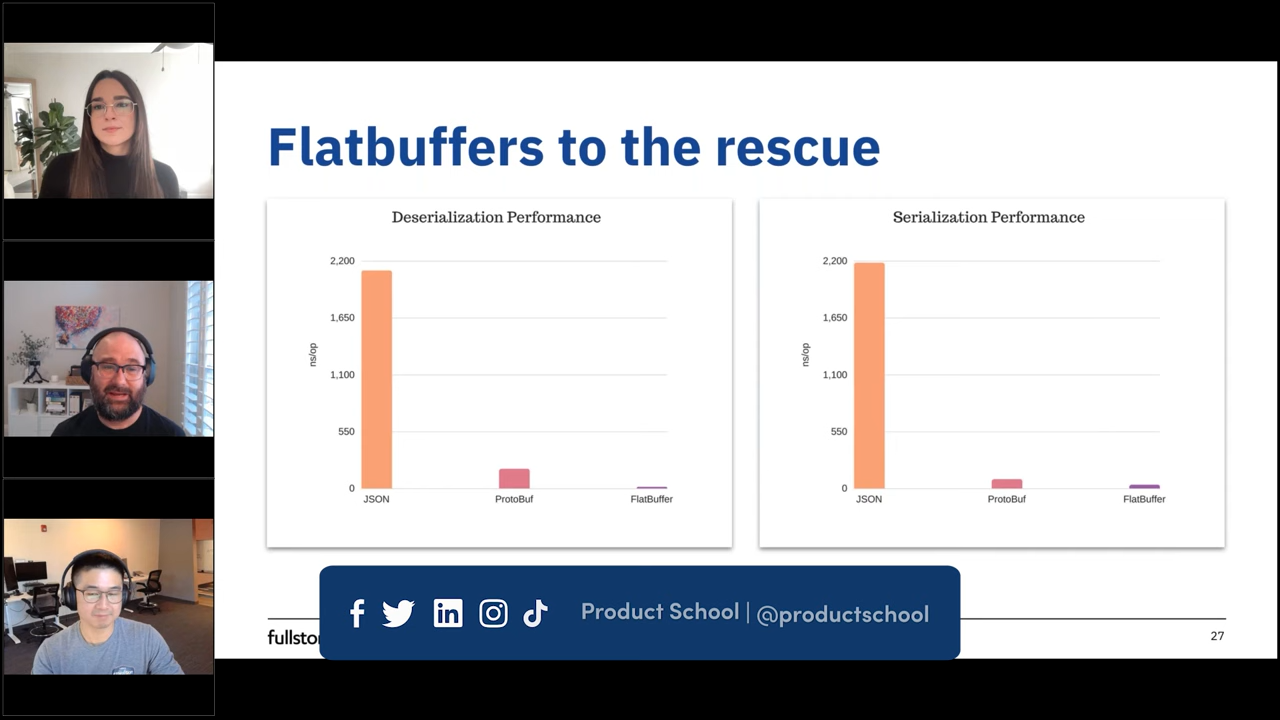 Flatbuffers to the rescue
Deserialization Performance
2,200
1,650
1,100
550
0
ns/op
JSON ProtoBuf FlatBuffer
Serialization Performance
2,200
1,650
1,100
550
0
ns/op
JSON ProtoBuf FlatBuffer
Product School | @productschool
fullsto
27